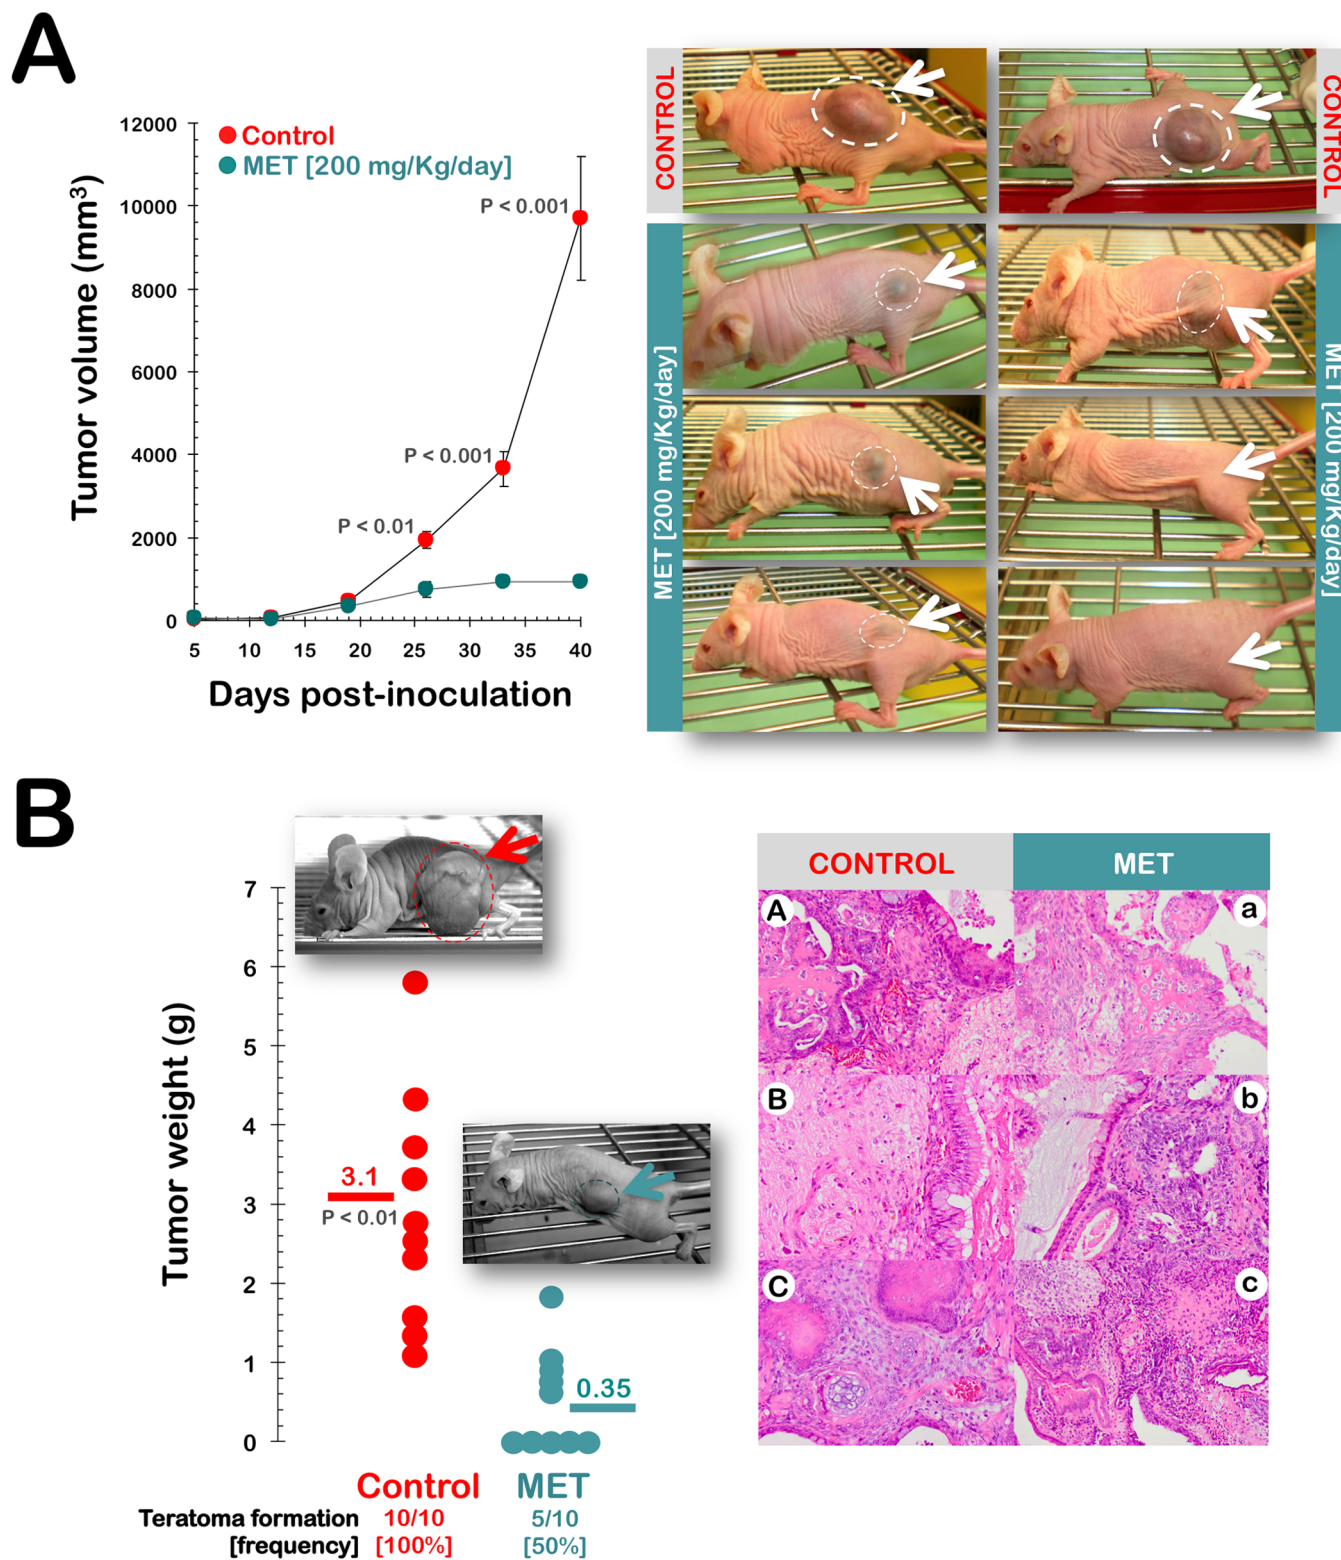 A
Tumor volume (mm³)
12000
10000
8000
6000
4000
2000
0
Control
MET [200 mg/Kg/day]
P < 0.001
P < 0.001
P < 0.01
5 10 15 20 25 30 35 40
Days post-inoculation
CONTROL
CONTROL
MET [200 mg/Kg/day]
MET [200 mg/Kg/day]
B
Tumor weight (g)
7
6
5
4
3
2
1
0
3.1
P < 0.01
0.35
Control MET
Teratoma formation 10/10 5/10
[frequency] [100%] [50%]
CONTROL MET
A a
B b
C c